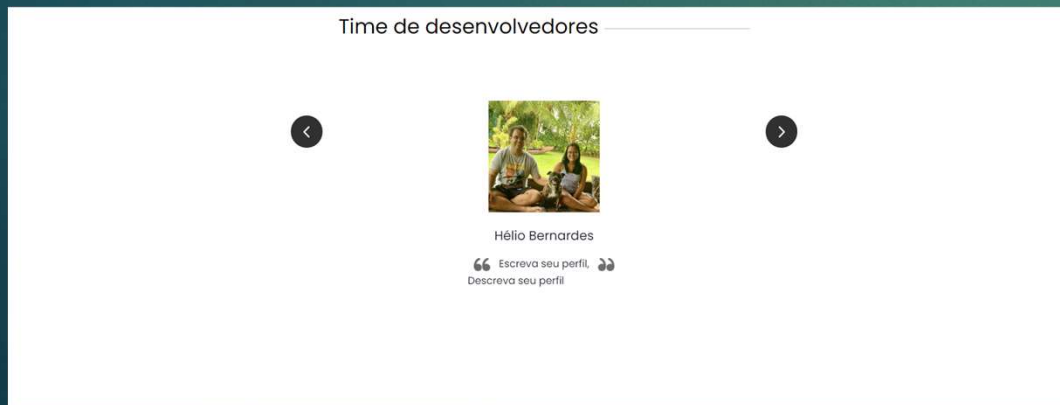 Time de desenvolvedores
Hélio Bernardes
“ Escreva seu perfil, ”
Descreva seu perfil